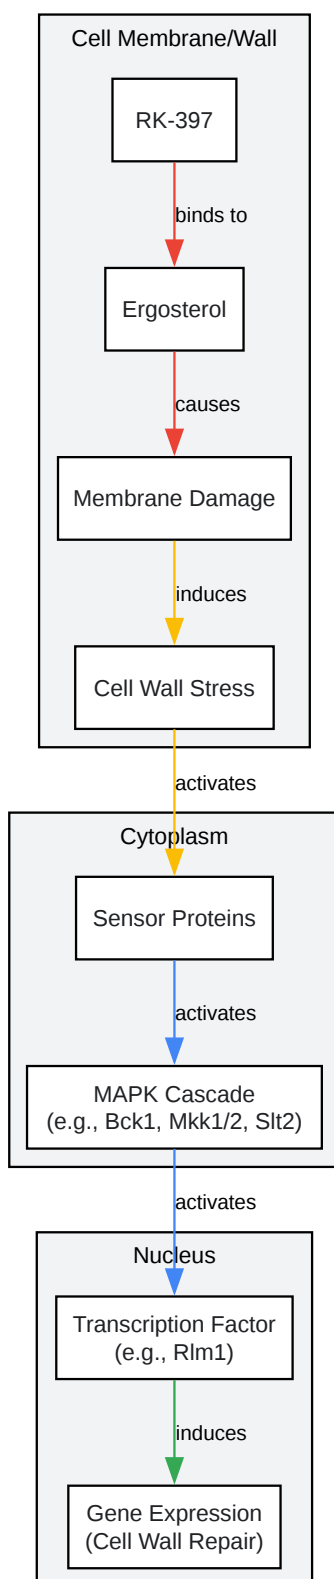 Cell Membrane/Wall
RK-397
binds to
Ergosterol
causes
Membrane Damage
induces
Cell Wall Stress
activates
Cytoplasm
Sensor Proteins
activates
MAPK Cascade
(e.g., Bck1, Mkk1/2, Slt2)
activates
Nucleus
Transcription Factor
(e.g., Rlm1)
induces
Gene Expression
(Cell Wall Repair)